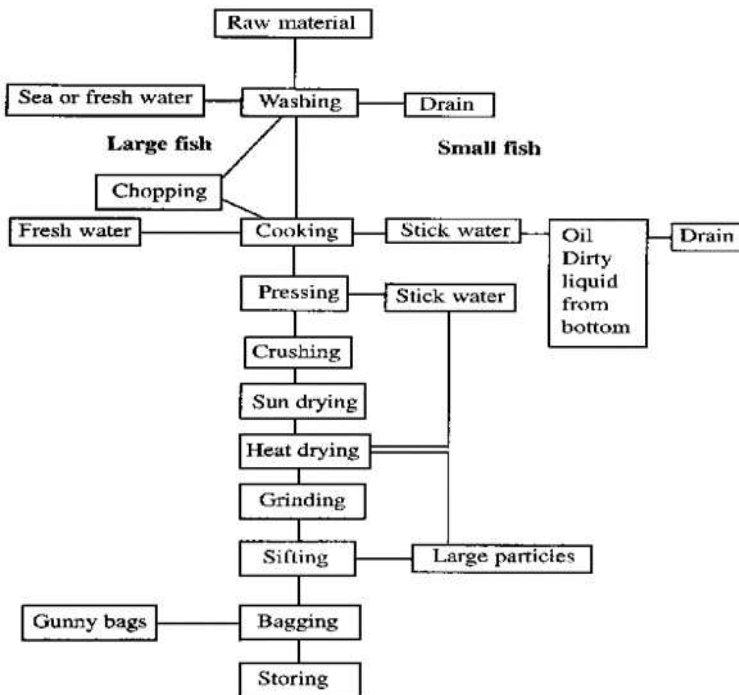 Raw material
Sea or fresh water
Washing
Drain
Large fish
Small fish
Chopping
Fresh water
Cooking
Stick water
Oil
Dirty
liquid
from
bottom
Drain
Pressing
Stick water
Crushing
Sun drying
Heat drying
Grinding
Sifting
Large particles
Gunny bags
Bagging
Storing